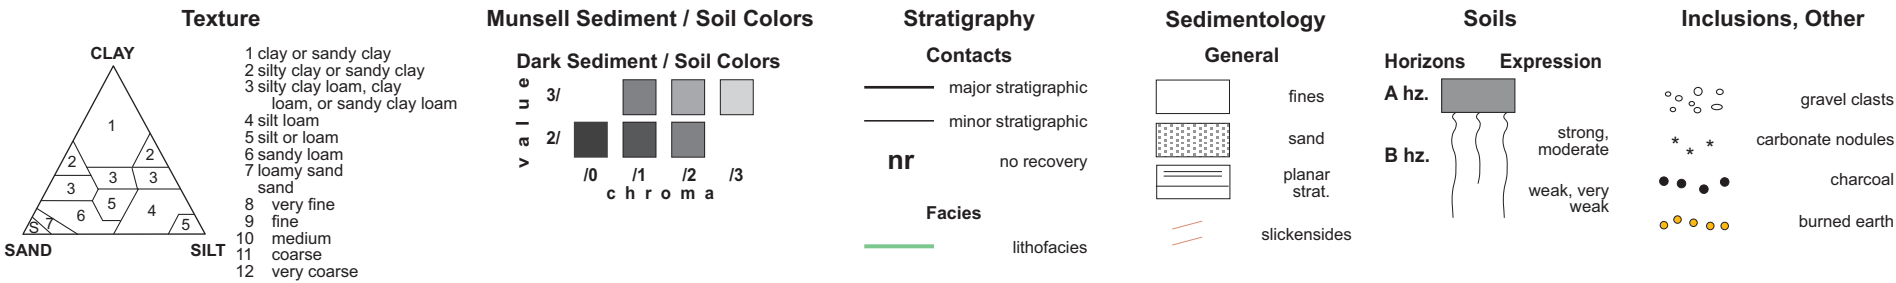 Texture
CLAY
1
2
2
3
3
3
5
4
6
7
S
5
SAND
SILT
1 clay or sandy clay
2 silty clay or sandy clay
3 silty clay loam, clay
loam, or sandy clay loam
4 silt loam
5 silt or loam
6 sandy loam
7 loamy sand
sand
8 very fine
9 fine
10 medium
11 coarse
12 very coarse
Munsell Sediment / Soil Colors
Dark Sediment / Soil Colors
value
3/
2/
/0 /1 /2 /3
chroma
Stratigraphy
Contacts
major stratigraphic
minor stratigraphic
nr no recovery
Facies
lithofacies
Sedimentology
General
fines
sand
planar
strat.
slickensides
Soils
Horizons Expression
A hz.
B hz.
strong,
moderate
weak, very
weak
Inclusions, Other
gravel clasts
carbonate nodules
charcoal
burned earth